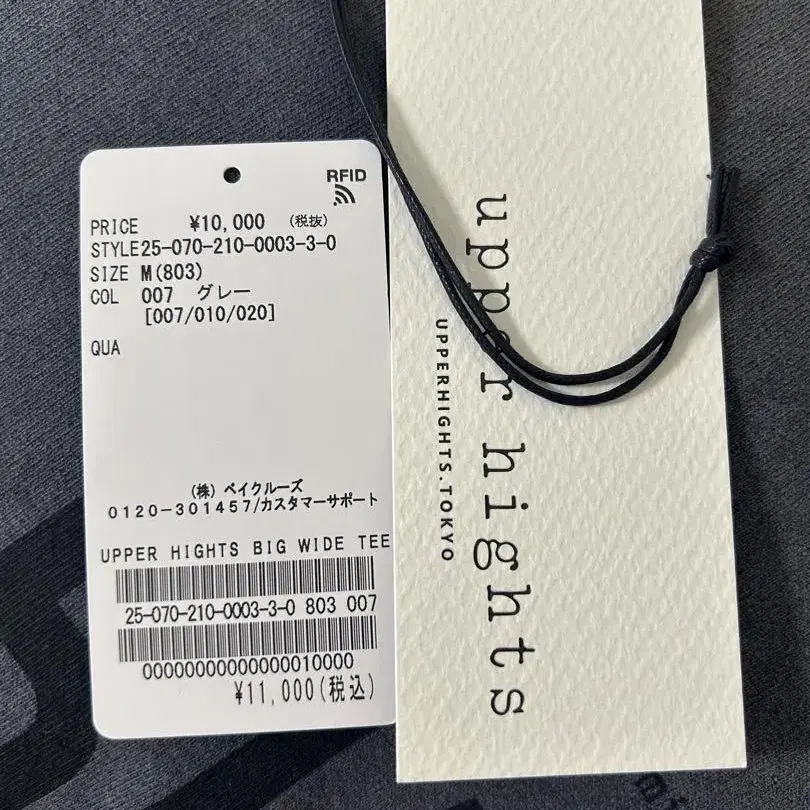 RFID
PRICE ¥10,000 (税抜)
STYLE25-070-210-0003-3-0
SIZE M(803)
COL 007 グレー
[007/010/020]
QUA
(株) ベイクルーズ
0120-301457/カスタマーサポート
UPPER HIGHTS BIG WIDE TEE
25-070-210-0003-3-0 803 007
00000000000000010000
¥11,000(税込)
upper hights
UPPERHIGHTS.TOKYO